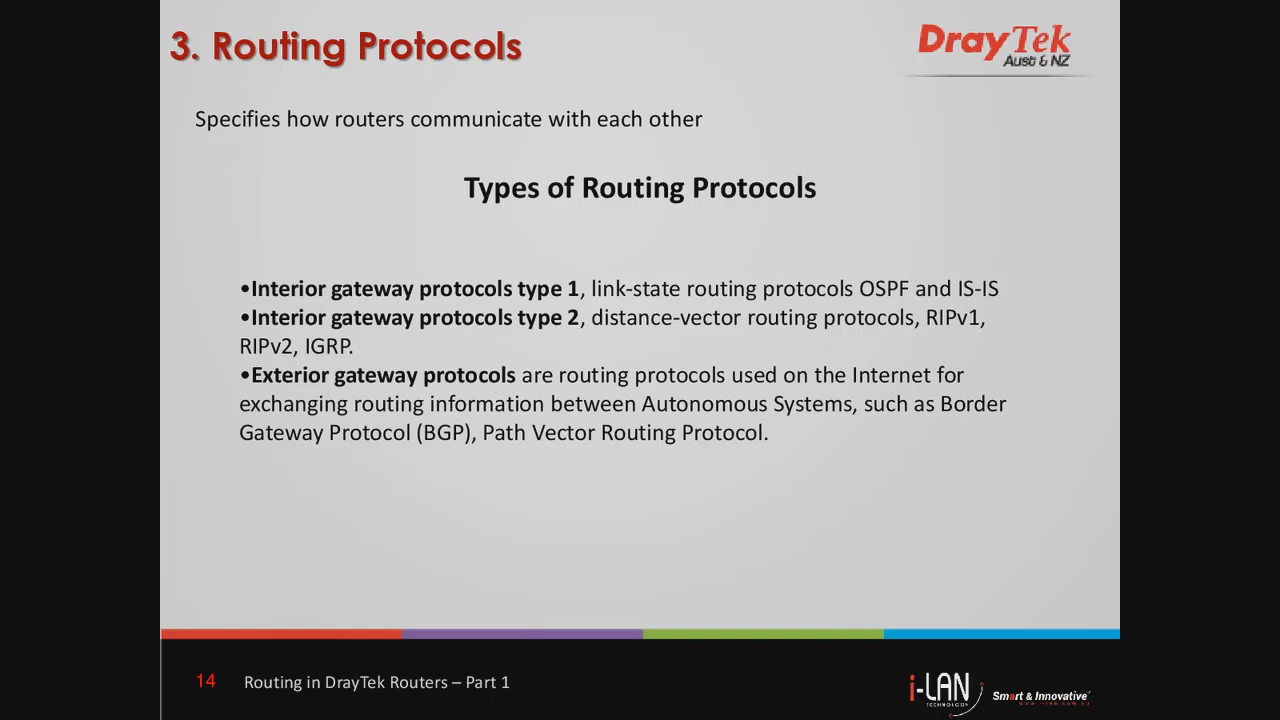 3. Routing Protocols
DrayTek
Aust & NZ
Specifies how routers communicate with each other
Types of Routing Protocols
•Interior gateway protocols type 1, link-state routing protocols OSPF and IS-IS
•Interior gateway protocols type 2, distance-vector routing protocols, RIPv1,
RIPv2, IGRP.
•Exterior gateway protocols are routing protocols used on the Internet for
exchanging routing information between Autonomous Systems, such as Border
Gateway Protocol (BGP), Path Vector Routing Protocol.
14 Routing in DrayTek Routers – Part 1
i-LAN
TECHNOLOGY
Smart & Innovative